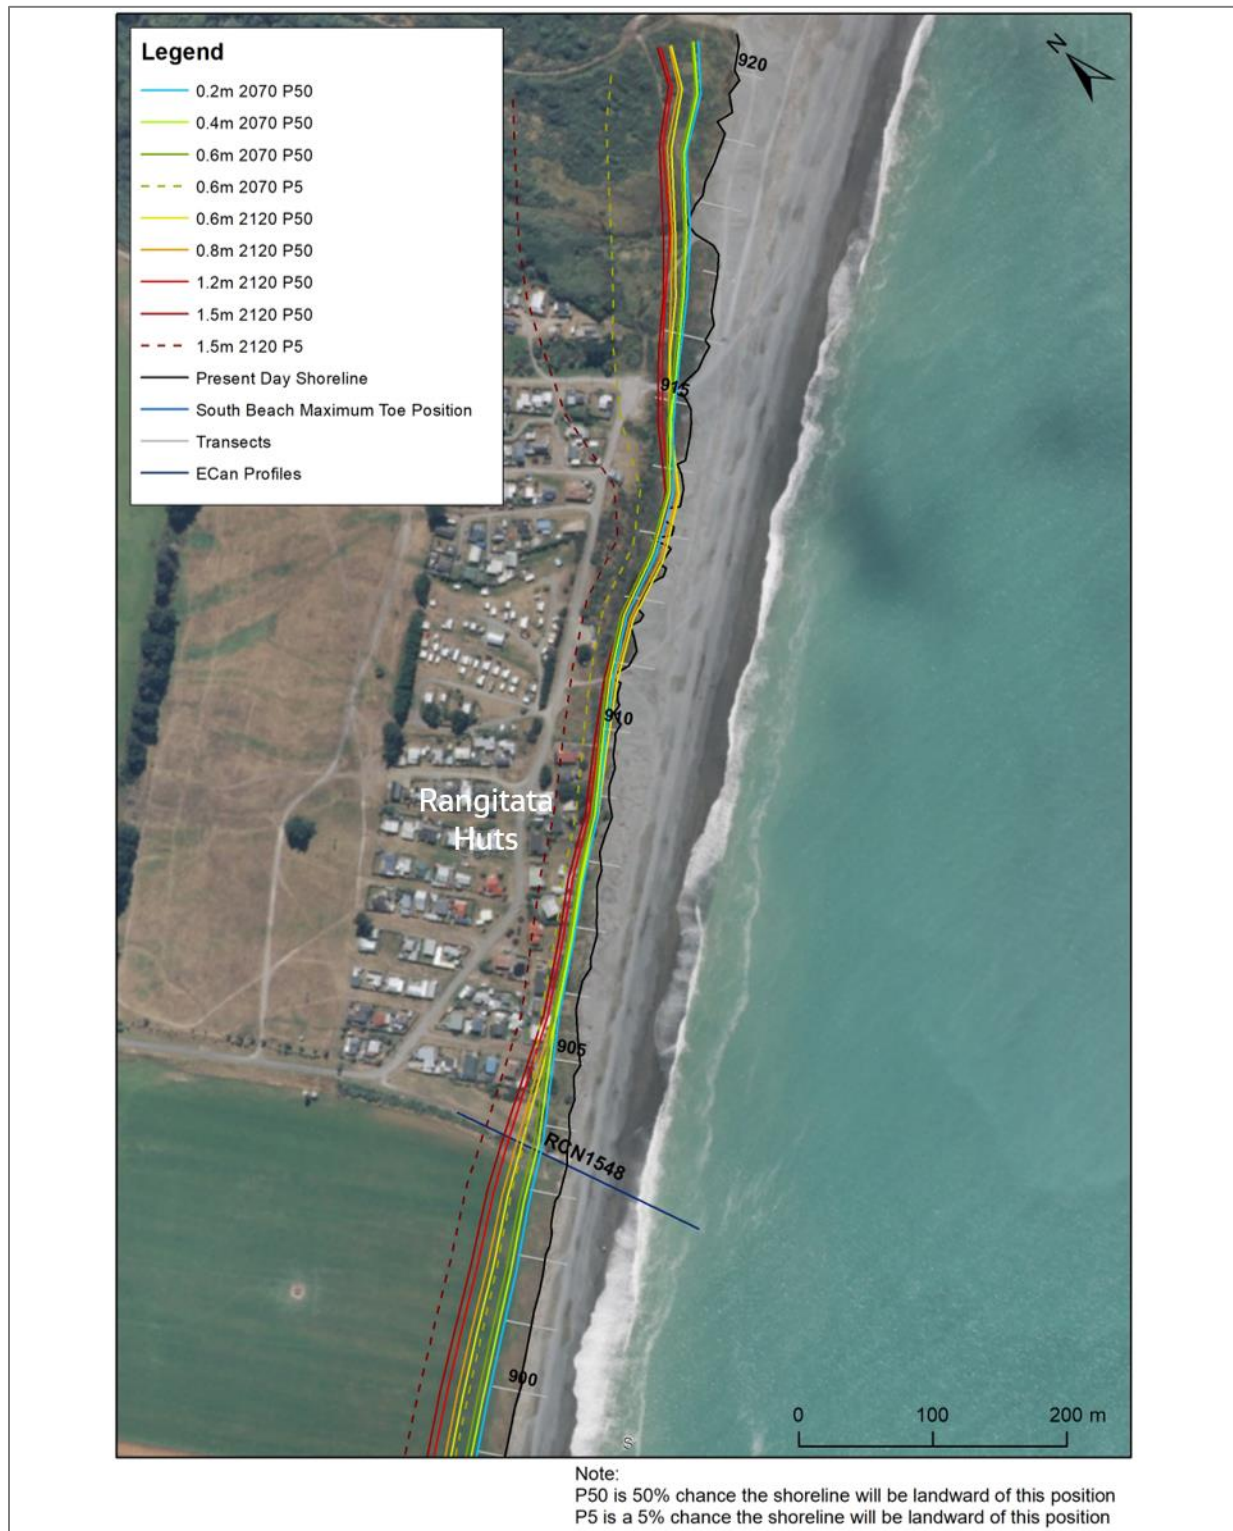 Legend
0.2m 2070 P50
0.4m 2070 P50
0.6m 2070 P50
0.6m 2070 P5
0.6m 2120 P50
0.8m 2120 P50
1.2m 2120 P50
1.5m 2120 P50
1.5m 2120 P5
Present Day Shoreline
South Beach Maximum Toe Position
Transects
ECan Profiles
N
920
915
910
Rangitata
Huts
905
RCN1548
900
0 100 200 m
Note:
P50 is 50% chance the shoreline will be landward of this position
P5 is a 5% chance the shoreline will be landward of this position